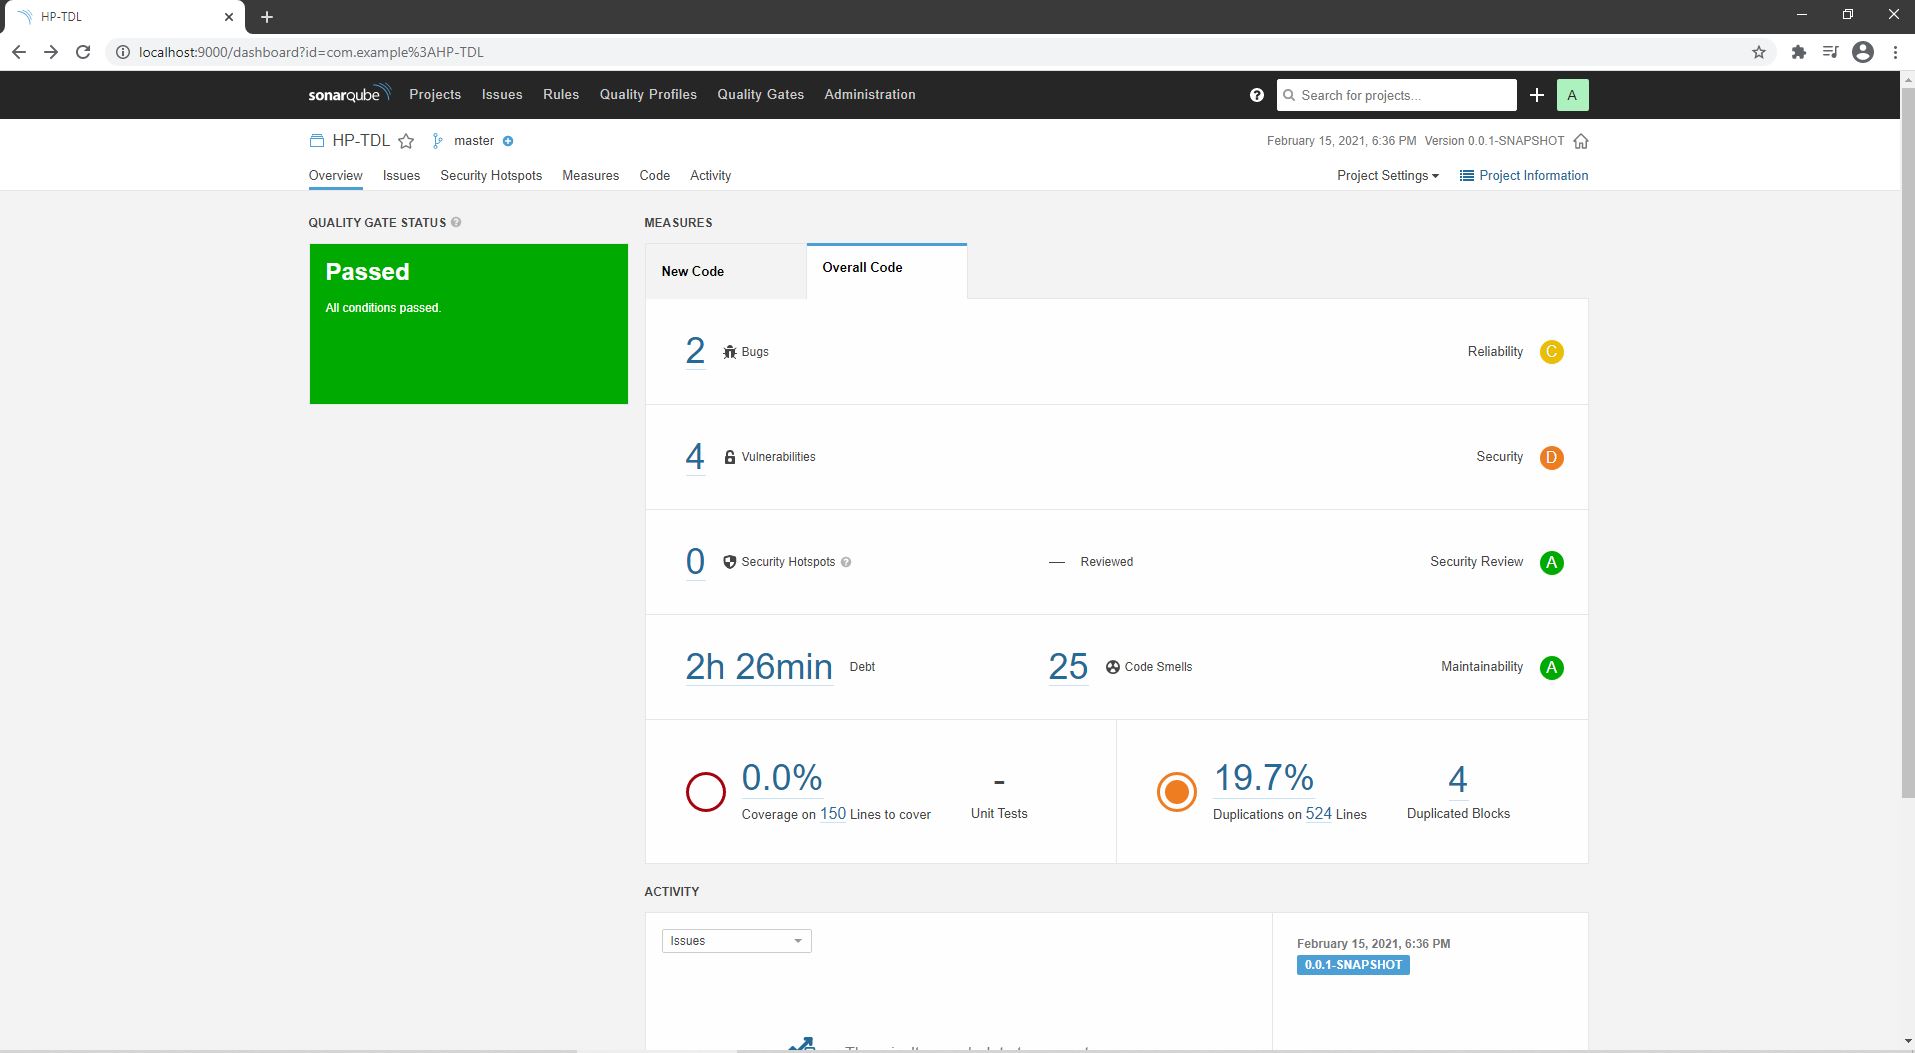 HP-TDL
localhost:9000/dashboard?id=com.example%3AHP-TDL
sonarqube Projects Issues Rules Quality Profiles Quality Gates Administration
Search for projects... A
HP-TDL master
February 15, 2021, 6:36 PM Version 0.0.1-SNAPSHOT
Overview Issues Security Hotspots Measures Code Activity
Project Settings Project Information
QUALITY GATE STATUS
Passed
All conditions passed.
MEASURES
New Code
Overall Code
2 Bugs Reliability C
4 Vulnerabilities Security D
0 Security Hotspots — Reviewed Security Review A
2h 26min Debt 25 Code Smells Maintainability A
0.0%
Coverage on 150 Lines to cover
-
Unit Tests
19.7%
Duplications on 524 Lines
4
Duplicated Blocks
ACTIVITY
Issues
February 15, 2021, 6:36 PM
0.0.1-SNAPSHOT